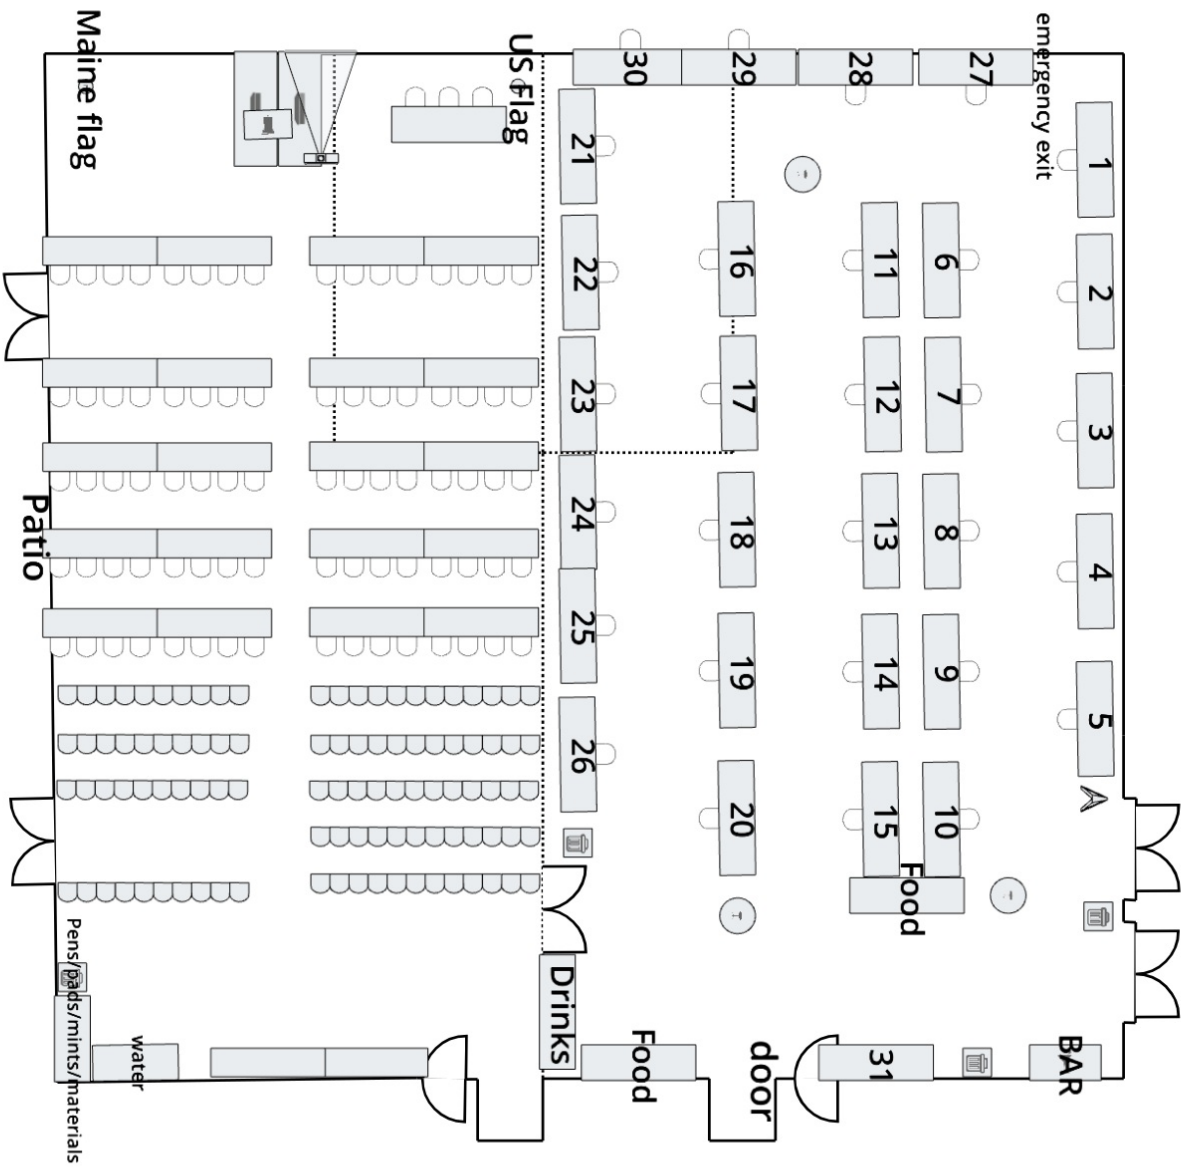 Maine flag
US Flag
30
29
28
27
emergency exit
21
1
22
16
11
6
2
23
17
12
7
3
Patio
24
18
13
8
4
25
19
14
9
5
26
20
15
10
Food
Pens/pads/mints/materials
water
Drinks
Food
door
31
BAR